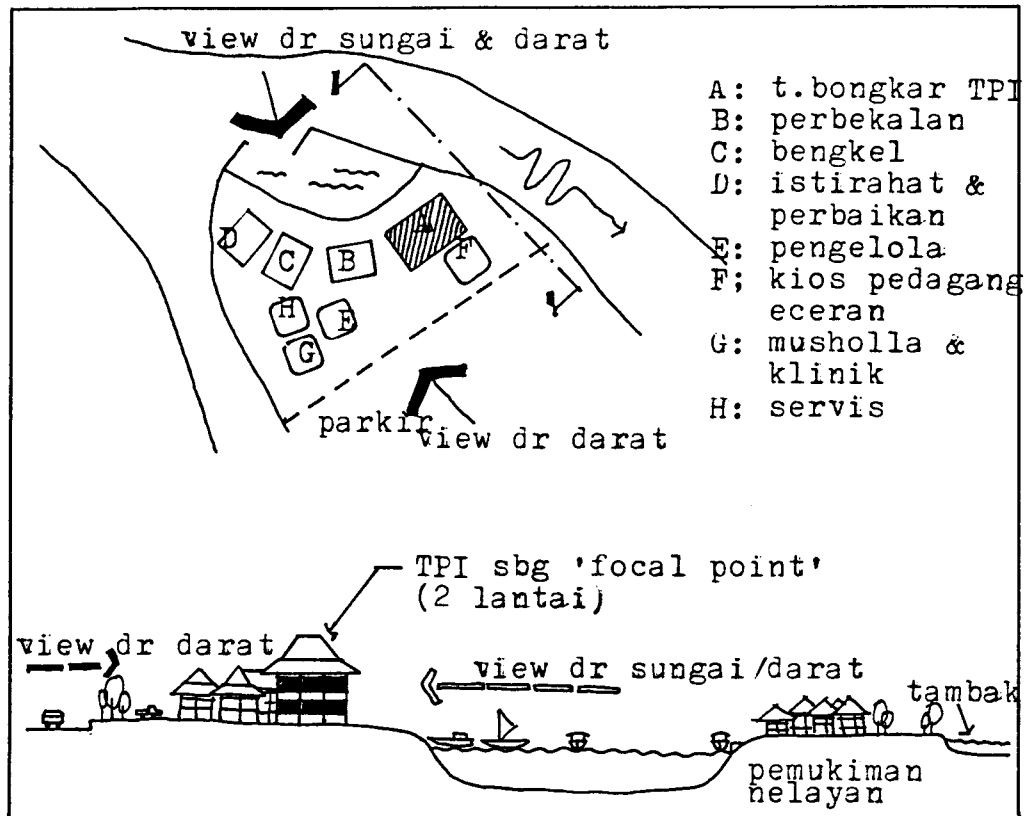 view dr sungai & darat
A: t.bongkar TPI
B: perbekalan
C: bengkel
D: istirahat &
perbaikan
E: pengelola
F; kios pedagang
eceran
G: musholla &
klinik
H: servis
A
D
C
B
F
H
E
G
parkir
view dr darat
TPI sbg 'focal point'
(2 lantai)
view dr darat
view dr sungai/darat
tambak
pemukiman
nelayan